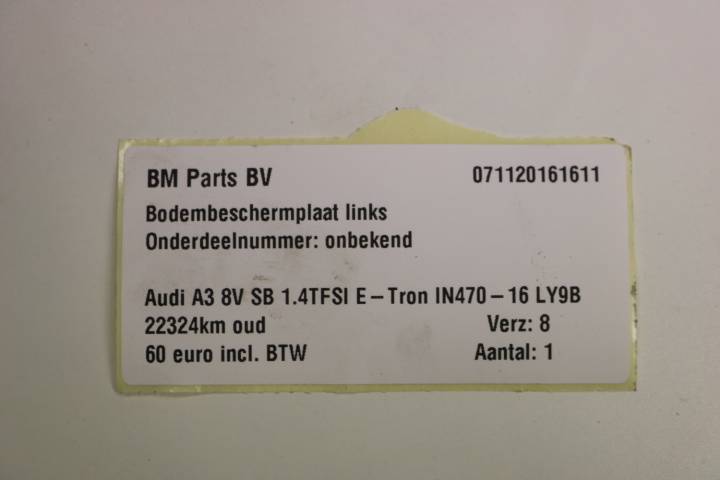 BM Parts BV 071120161611
Bodembeschermplaat links
Onderdeelnummer: onbekend
Audi A3 8V SB 1.4TFSI E-Tron IN470-16 LY9B
22324km oud Verz: 8
60 euro incl. BTW Aantal: 1